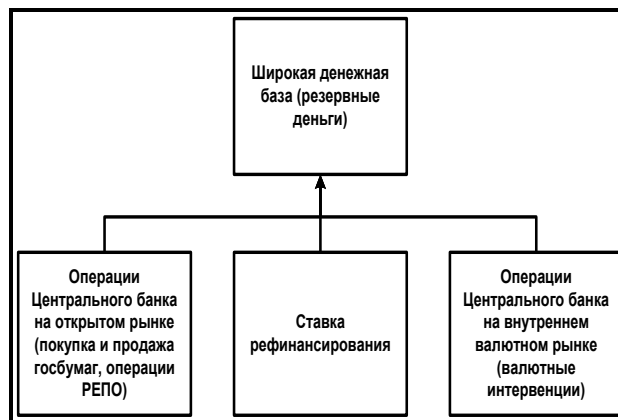 Широкая денежная
база (резервные
деньги)
Операции
Центрального банка
на открытом рынке
(покупка и продажа
госбумаг, операции
РЕПО)
Ставка
рефинансирования
Операции
Центрального банка
на внутреннем
валютном рынке
(валютные
интервенции)